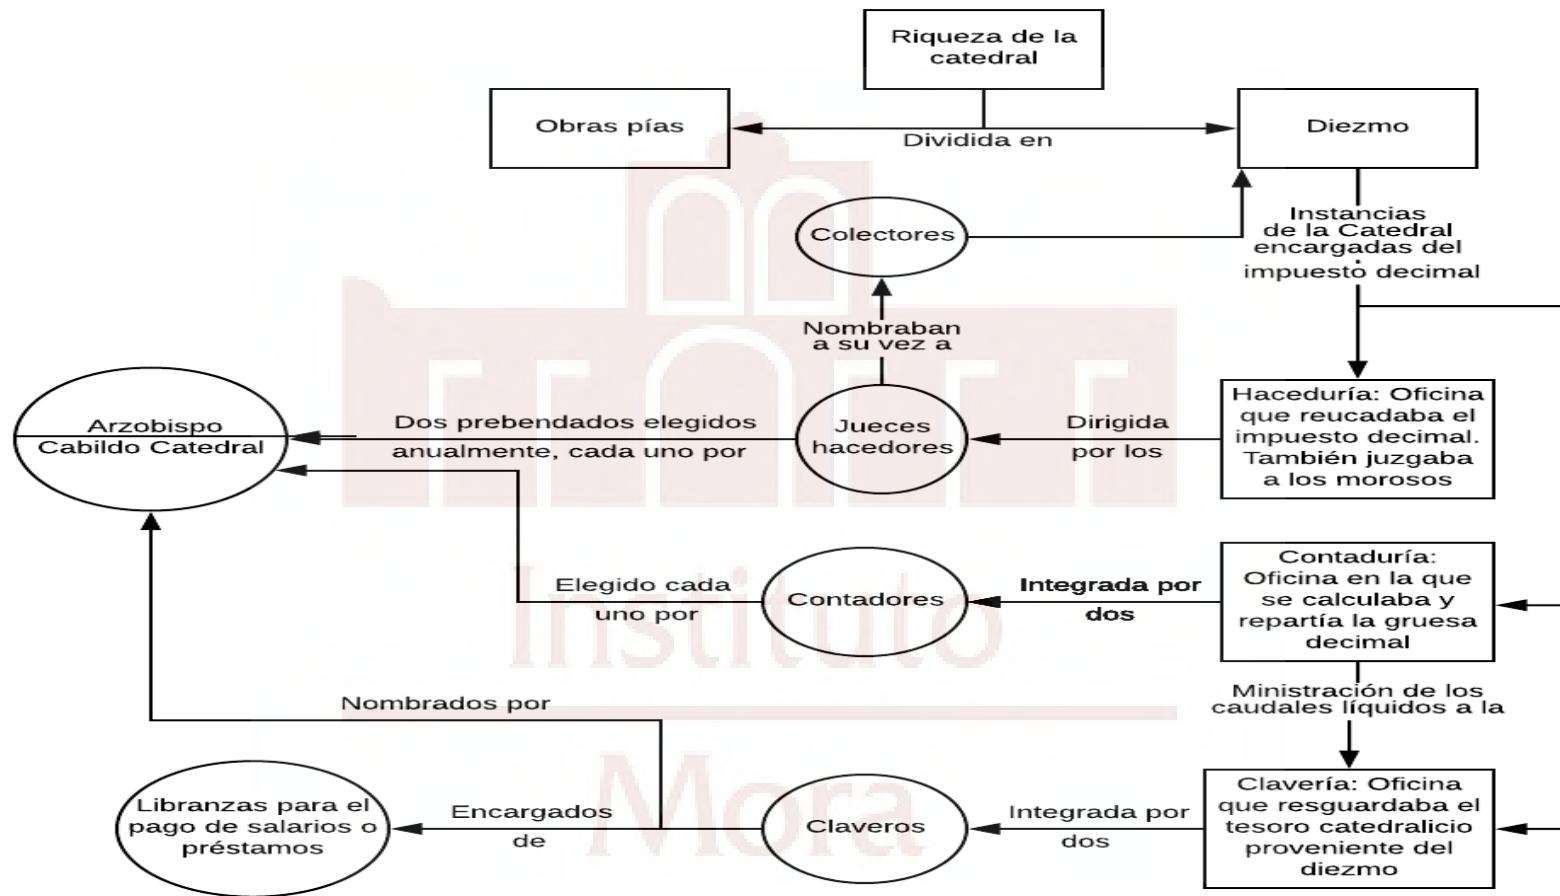 Riqueza de la
catedral
Obras pías
Dividida en
Diezmo
Colectores
Instancias
de la Catedral
encargadas del
impuesto decimal
Nombraban
a su vez a
Arzobispo
Cabildo Catedral
Dos prebendados elegidos
anualmente, cada uno por
Jueces
hacedores
Dirigida
por los
Haceduría: Oficina
que reucadaba el
impuesto decimal.
También juzgaba
a los morosos
Elegido cada
uno por
Contadores
Integrada por
dos
Contaduría:
Oficina en la que
se calculaba y
repartía la gruesa
decimal
Instituto
Mora
Nombrados por
Ministración de los
caudales líquidos a la
Libranzas para el
pago de salarios o
préstamos
Encargados
de
Claveros
Integrada por
dos
Clavería: Oficina
que resguardaba el
tesoro catedralicio
proveniente del
diezmo